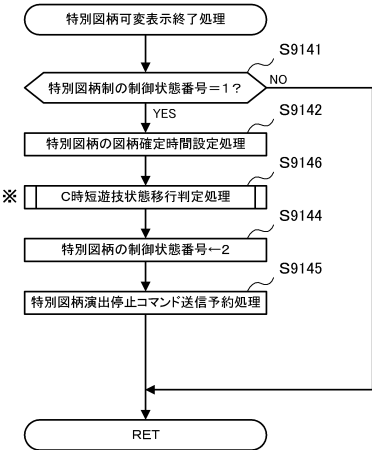 特別図柄可変表示終了処理
S9141
特別図柄制の制御状態番号＝1？
NO
YES
S9142
特別図柄の図柄確定時間設定処理
S9146
※
C時短遊技状態移行判定処理
S9144
特別図柄の制御状態番号←2
S9145
特別図柄演出停止コマンド送信予約処理
RET